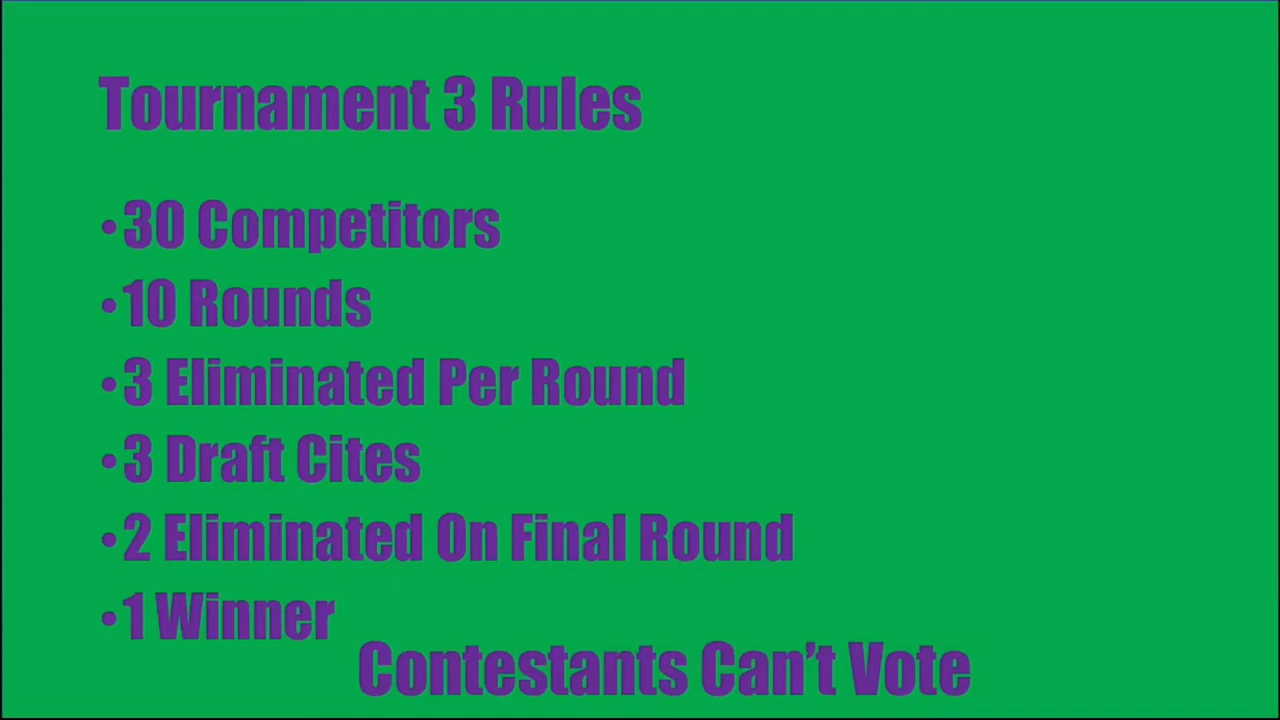 Tournament 3 Rules
•30 Competitors
•10 Rounds
•3 Eliminated Per Round
•3 Draft Cites
•2 Eliminated On Final Round
•1 Winner
Contestants Can’t Vote